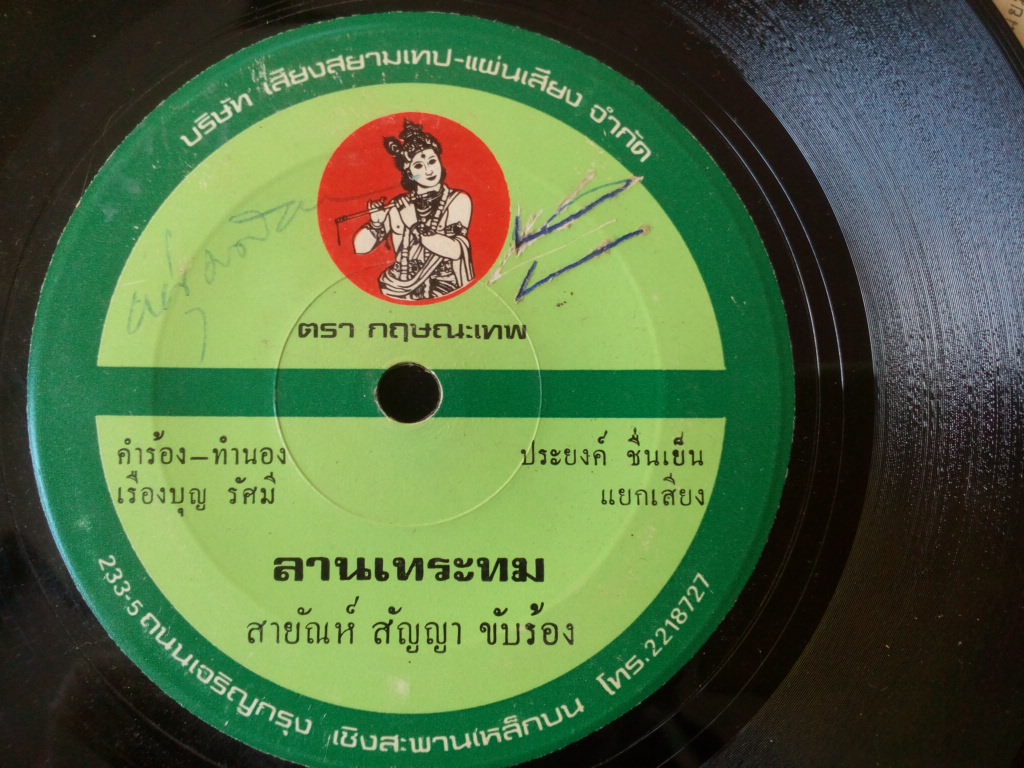 บริษัท เสียงสยามเทป-แผ่นเสียง จำกัด
ตรา กฤษณะเทพ
คำร้อง–ทำนอง
เรืองบุญ รัศมี
ประยงค์ ชื่นเย็น
แยกเสียง
ลานเทระทม
สายัณห์ สัญญา ขับร้อง
233-5 ถนนเจริญกรุง เชิงสะพานเหล็กบน โทร. 2218727